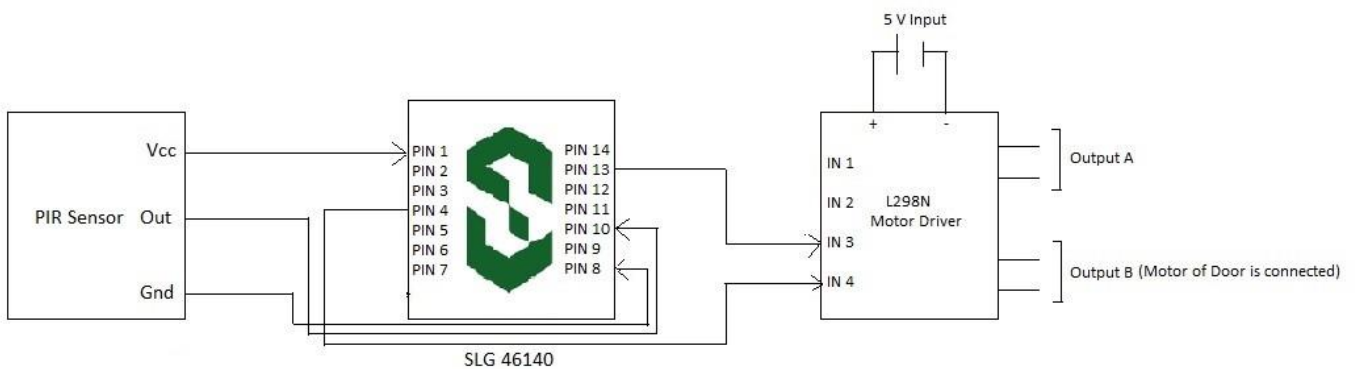 5 V Input
+ -
Vcc
PIR Sensor Out
Gnd
PIN 1
PIN 2
PIN 3
PIN 4
PIN 5
PIN 6
PIN 7
PIN 14
PIN 13
PIN 12
PIN 11
PIN 10
PIN 9
PIN 8
SLG 46140
IN 1
IN 2
IN 3
IN 4
L298N
Motor Driver
Output A
Output B (Motor of Door is connected)